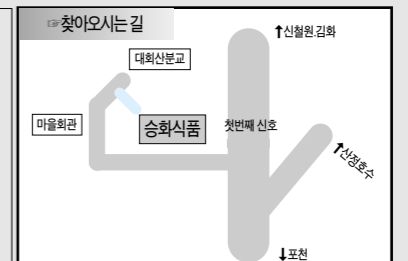 ☞찾아오시는 길
↑신철원.김화
대회산분교
마을회관
승화식품
첫번째 신호
↑산정호수
↓포천